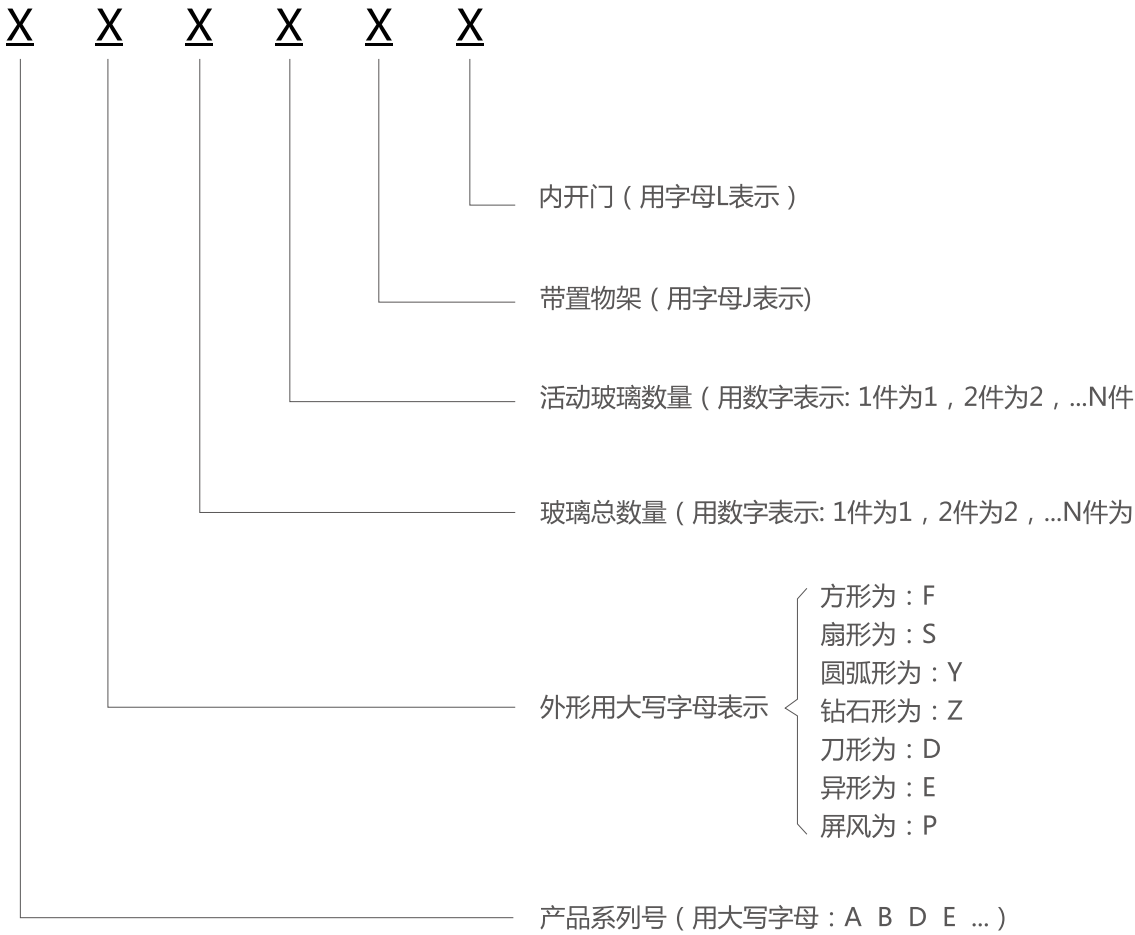 X X X X X X
内开门（用字母L表示）
带置物架（用字母J表示)
活动玻璃数量（用数字表示: 1件为1，2件为2，...N件
玻璃总数量（用数字表示: 1件为1，2件为2，...N件为
方形为：F
扇形为：S
圆弧形为：Y
外形用大写字母表示
钻石形为：Z
刀形为：D
异形为：E
屏风为：P
产品系列号（用大写字母：A B D E ...）